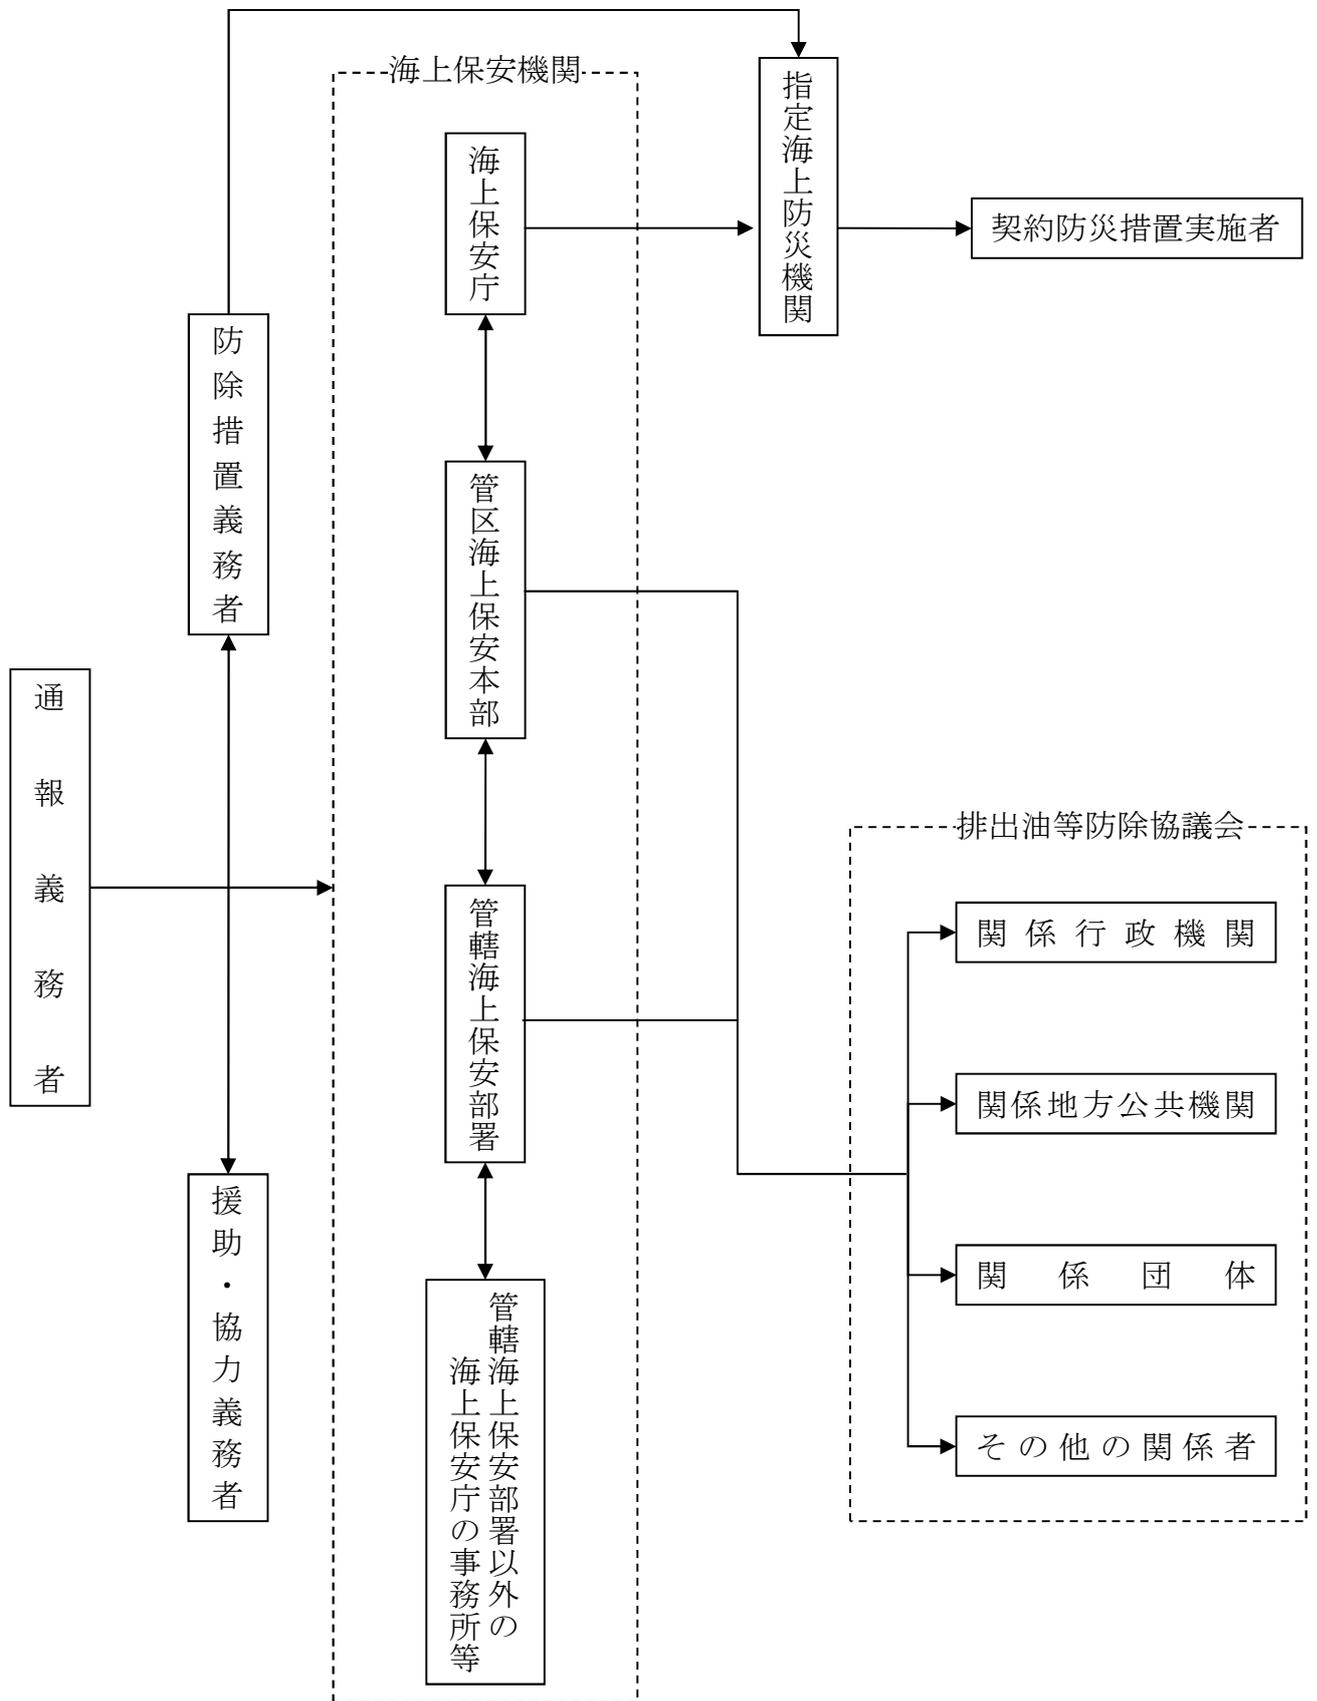 海上保安機関
指定海上防災機関
海上保安庁
契約防災措置実施者
防除措置義務者
管区海上保安本部
通報義務者
排出油等防除協議会
管轄海上保安部署
関係行政機関
関係地方公共機関
援助・協力義務者
関係団体
管轄海上保安部署以外の
海上保安庁の事務所等
その他の関係者